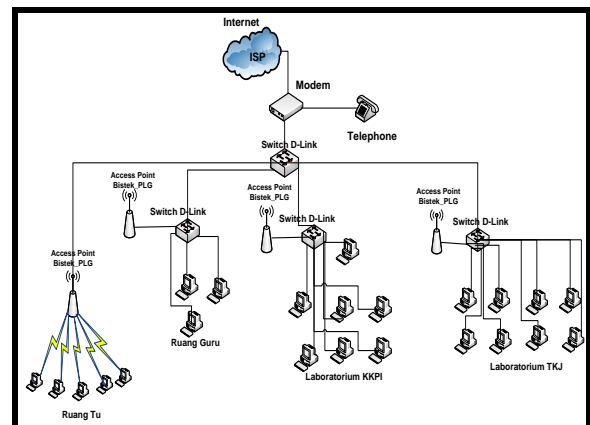 Internet
ISP
Modem
Telephone
Switch D-Link
Access Point
Bistek_PLG
Switch D-Link
Access Point
Bistek_PLG
Switch D-Link
Access Point
Bistek_PLG
Switch D-Link
Access Point
Bistek_PLG
Ruang Guru
Laboratorium KKPI
Laboratorium TKJ
Ruang Tu